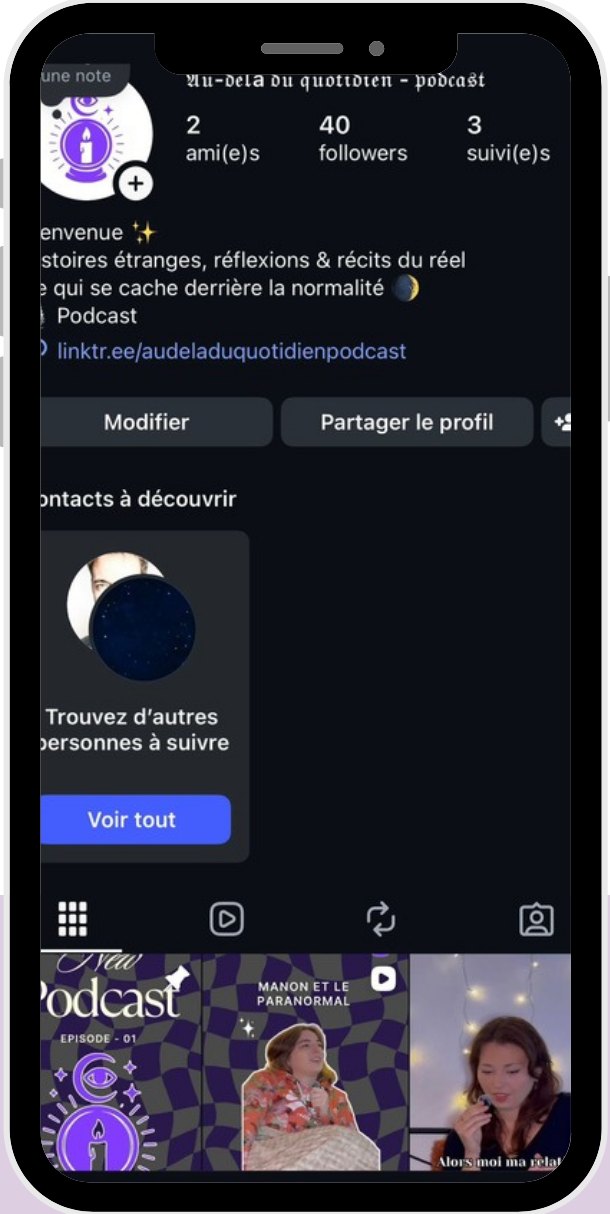 une note
Au-delà du quotidien - podcast
2 40 3
ami(e)s followers suivi(e)s
envenue ✨
stoires étranges, réflexions & récits du réel
e qui se cache derrière la normalité 🌒
Podcast
linktr.ee/audeladuquotidienpodcast
Modifier Partager le profil
ontacts à découvrir
Trouvez d'autres
personnes à suivre
Voir tout
New
Podcast
EPISODE - 01
MANON ET LE
PARANORMAL
Alors moi ma relat